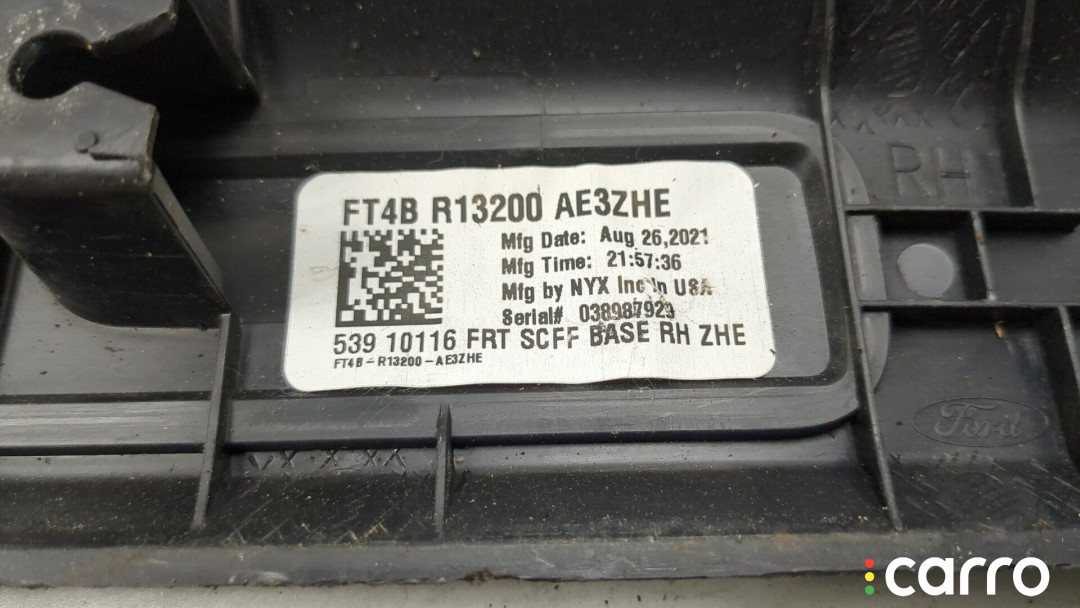 RH
FT4B R13200 AE3ZHE
Mfg Date: Aug 26,2021
Mfg Time: 21:57:36
Mfg by NYX Inc in USA
Serial# 038987929
539 10116 FRT SCFF BASE RH ZHE
FT4B-R13200-AE3ZHE
Ford
carro